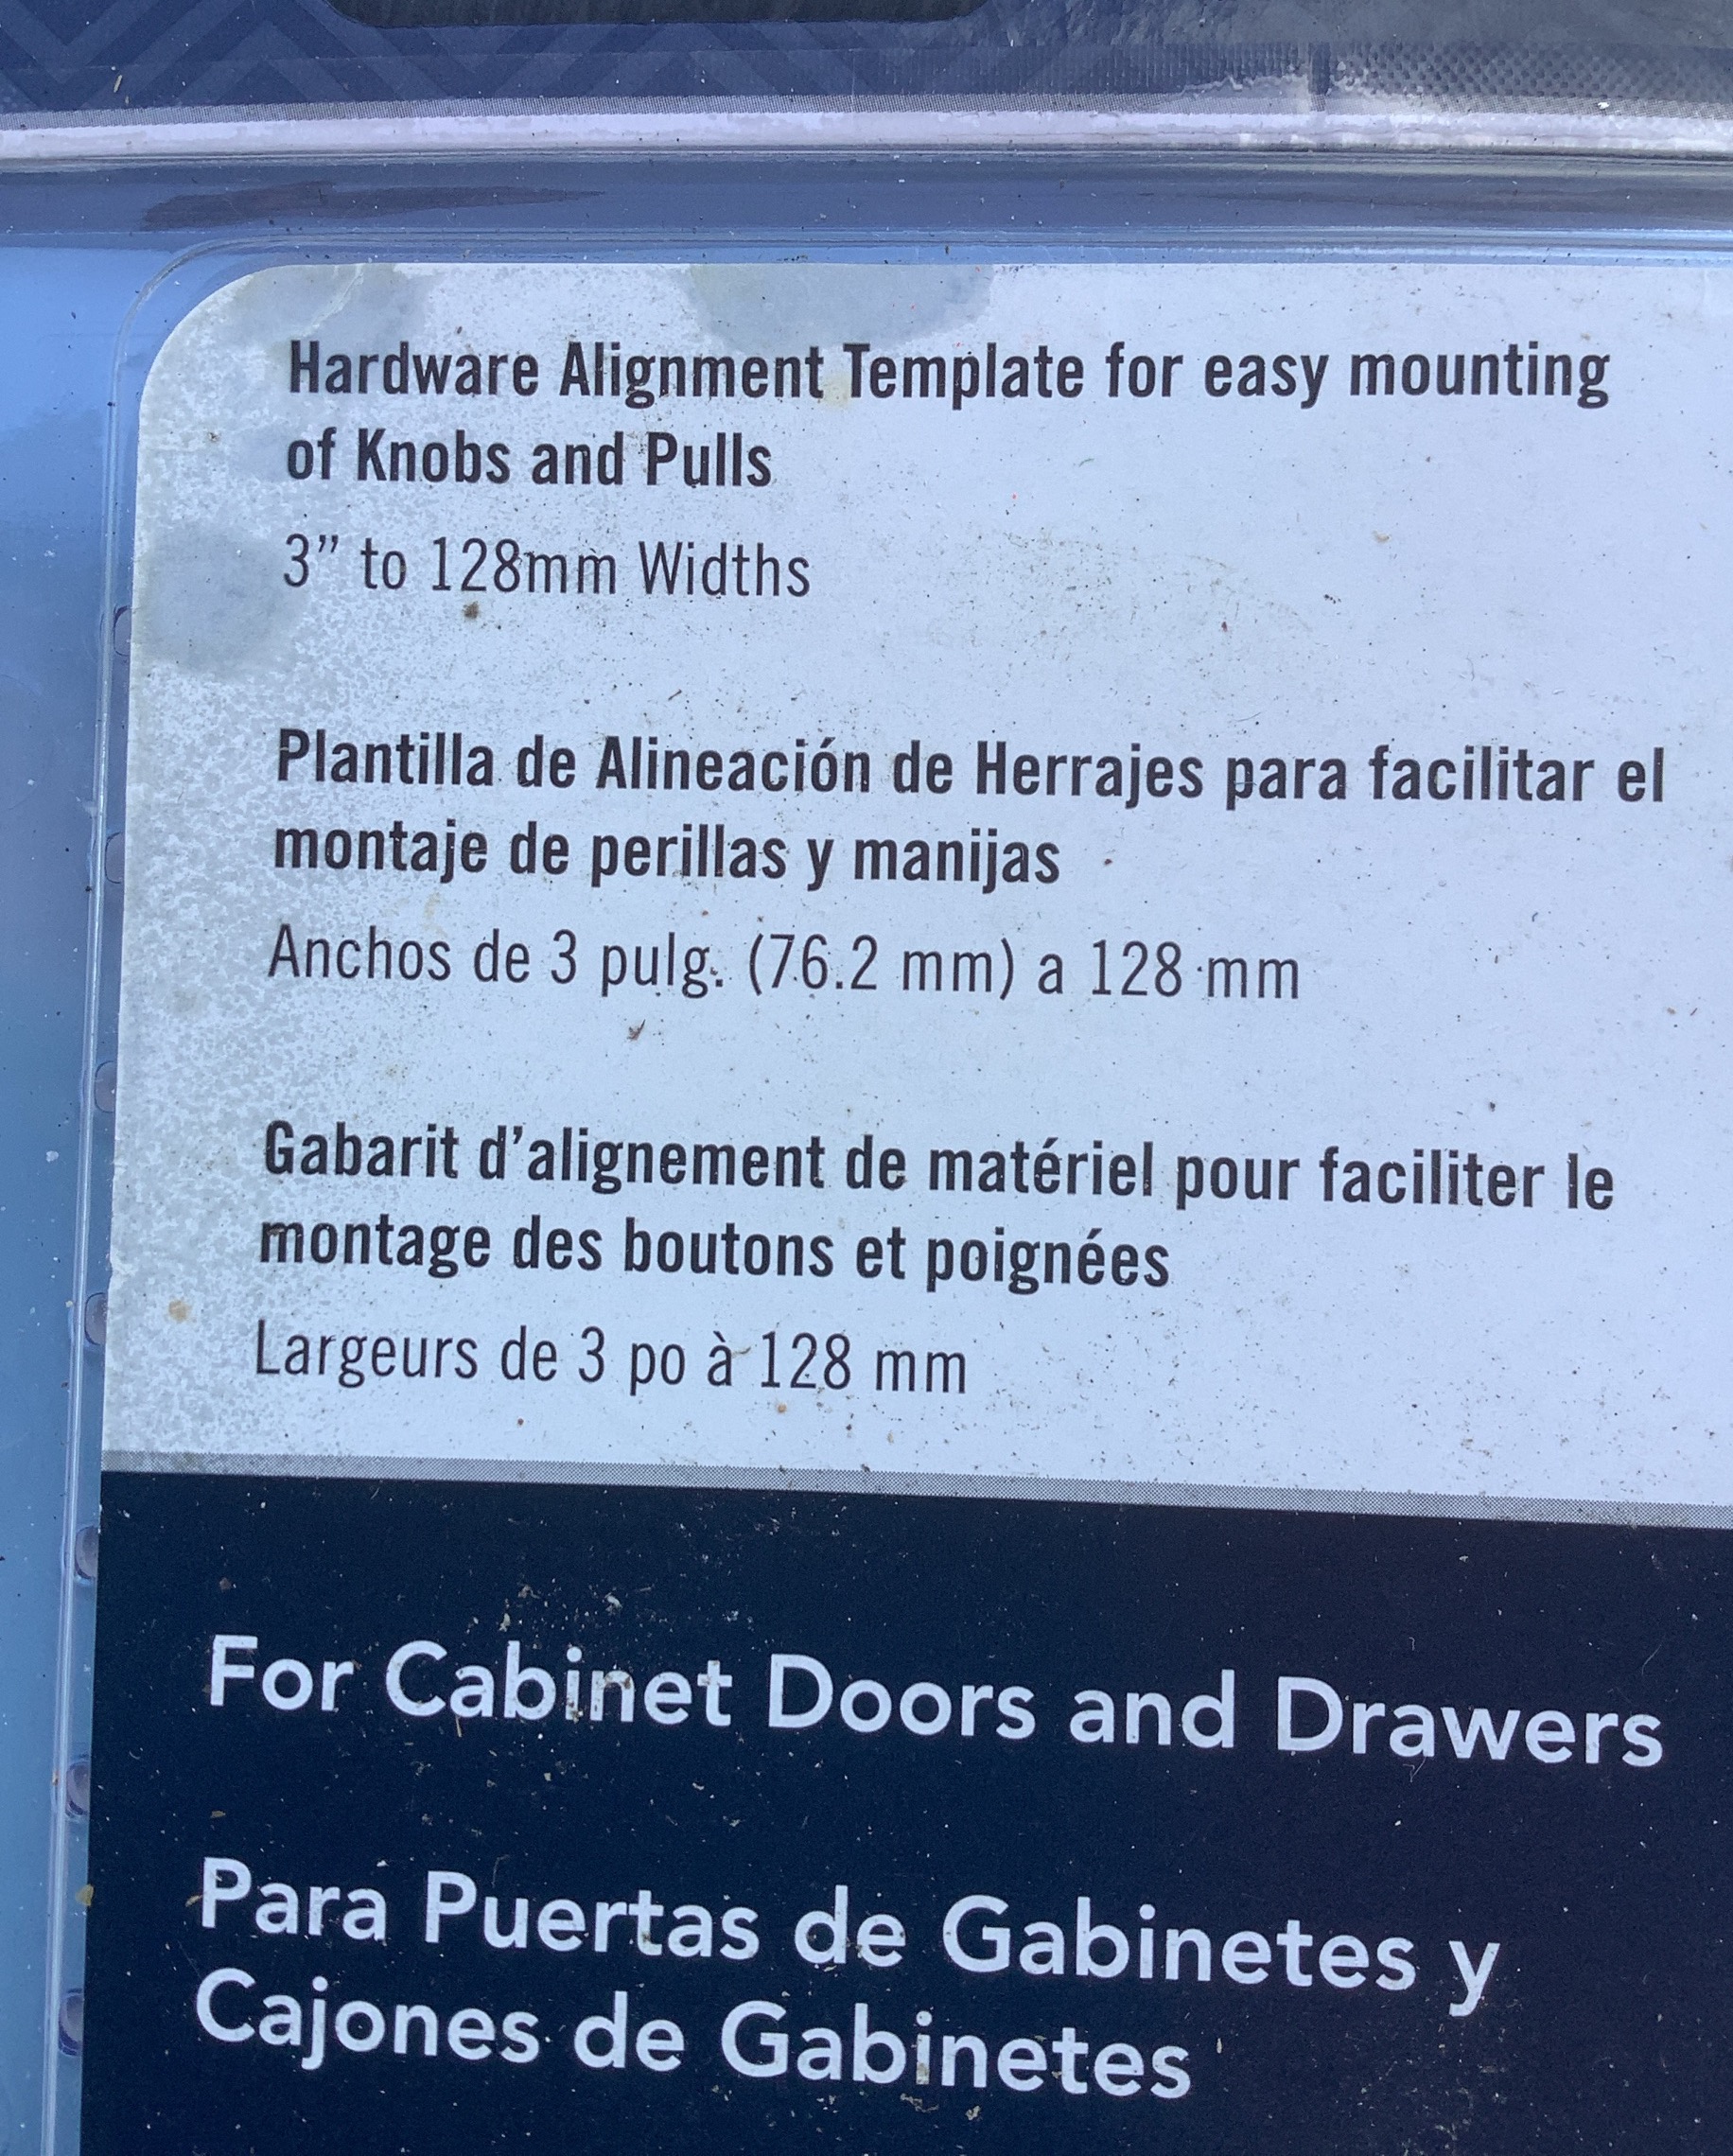 Hardware Alignment Template for easy mounting
of Knobs and Pulls
3” to 128mm Widths
Plantilla de Alineación de Herrajes para facilitar el
montaje de perillas y manijas
Anchos de 3 pulg. (76.2 mm) a 128 mm
Gabarit d’alignement de matériel pour faciliter le
montage des boutons et poignées
Largeurs de 3 po à 128 mm
For Cabinet Doors and Drawers
Para Puertas de Gabinetes y
Cajones de Gabinetes